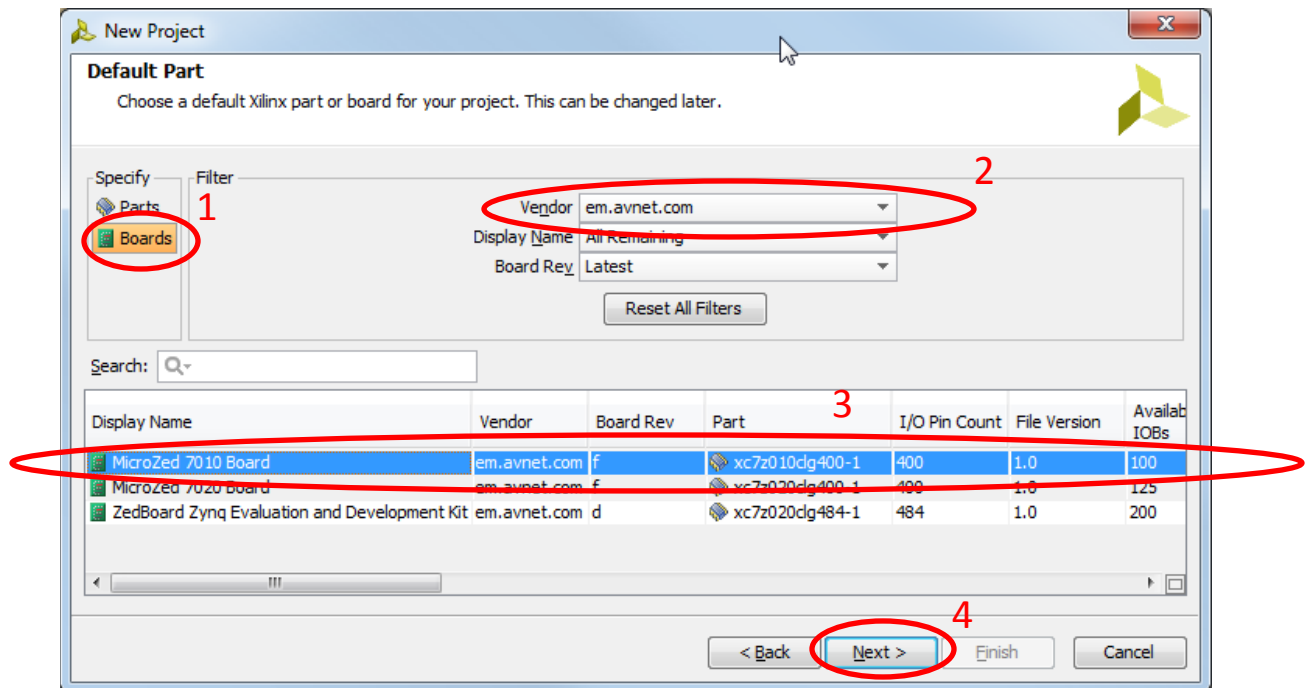 New Project
Default Part
Choose a default Xilinx part or board for your project. This can be changed later.
Specify
Filter
Parts
Boards
1
2
Vendor em.avnet.com
Display Name All Remaining
Board Rev Latest
Reset All Filters
Search:
3
Display Name Vendor Board Rev Part I/O Pin Count File Version Availab IOBs
MicroZed 7010 Board em.avnet.com f xc7z010clg400-1 400 1.0 100
MicroZed 7020 Board em.avnet.com f xc7z020clg400-1 400 1.0 125
ZedBoard Zynq Evaluation and Development Kit em.avnet.com d xc7z020clg484-1 484 1.0 200
4
< Back Next > Finish Cancel